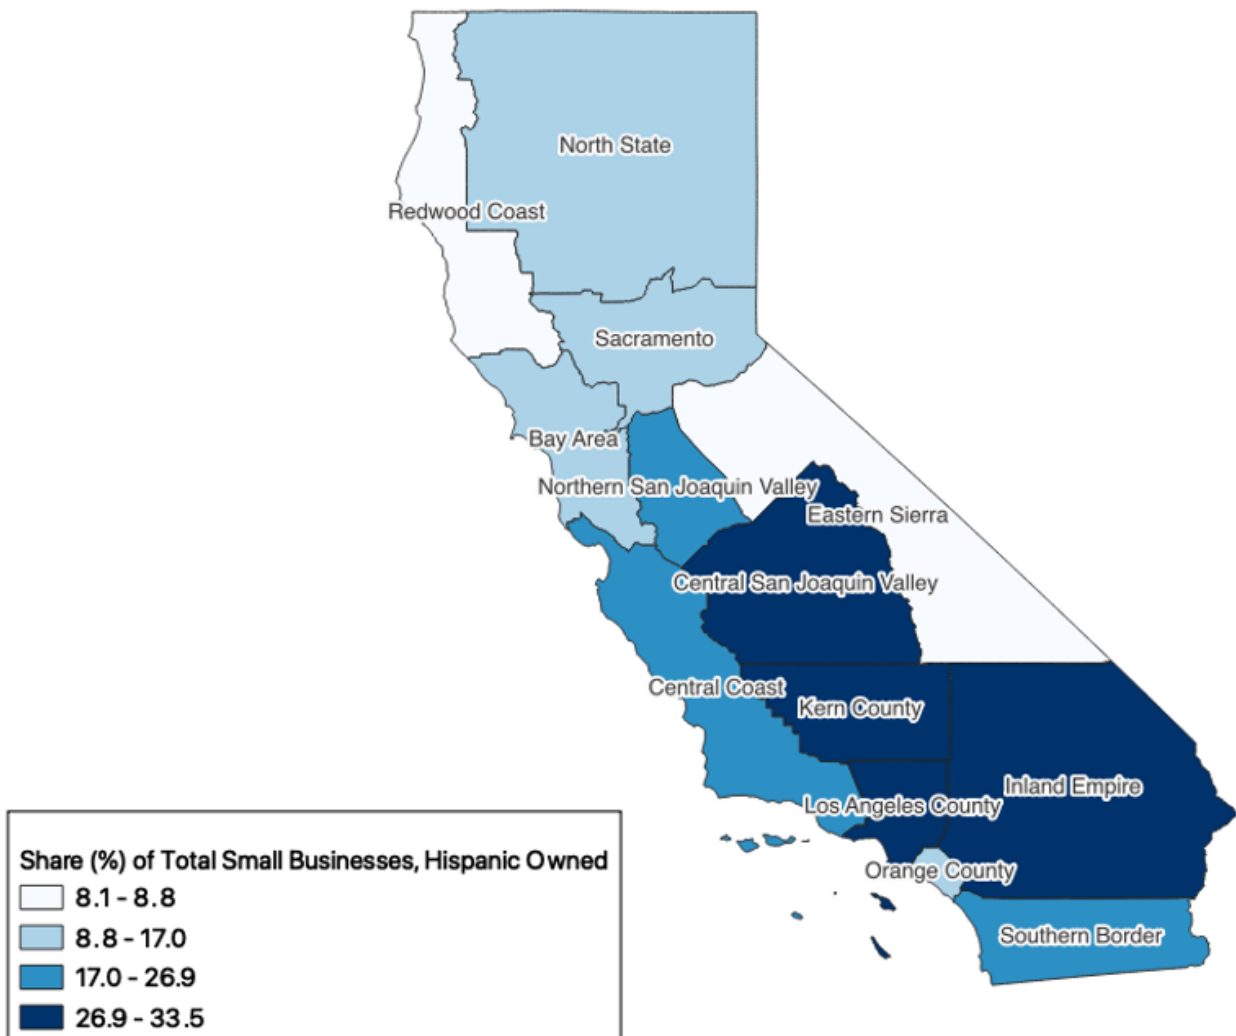 North State
Redwood Coast
Sacramento
Bay Area
Northern San Joaquin Valley
Eastern Sierra
Central San Joaquin Valley
Central Coast
Kern County
Inland Empire
Los Angeles County
Orange County
Southern Border
Share (%) of Total Small Businesses, Hispanic Owned
8.1 - 8.8
8.8 - 17.0
17.0 - 26.9
26.9 - 33.5